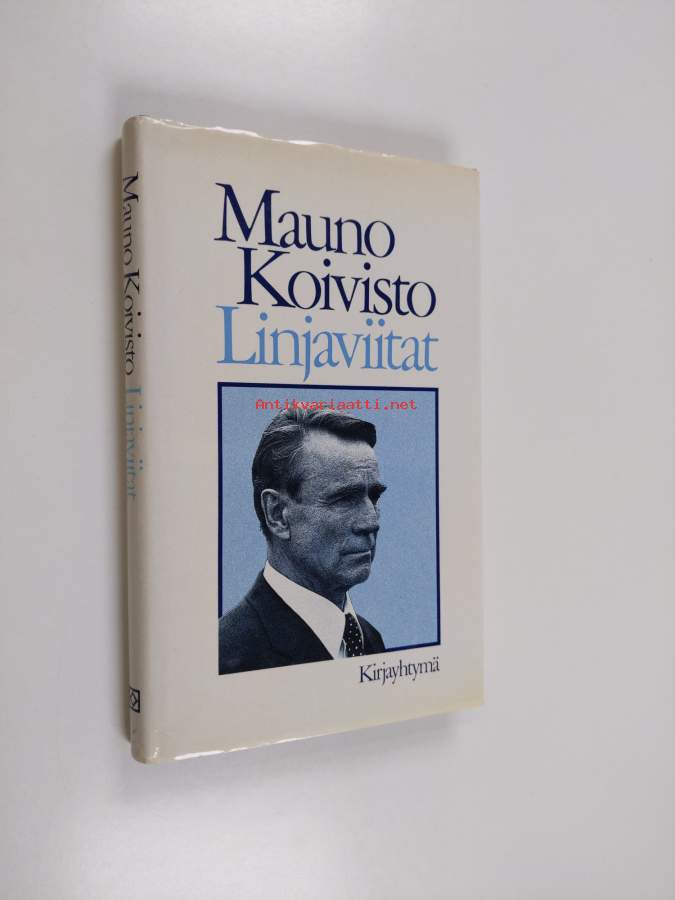 Mauno
Koivisto
Linjaviitat
Antikvariaatti.net
Kirjayhtymä
Mauno Koivisto Linjaviitat